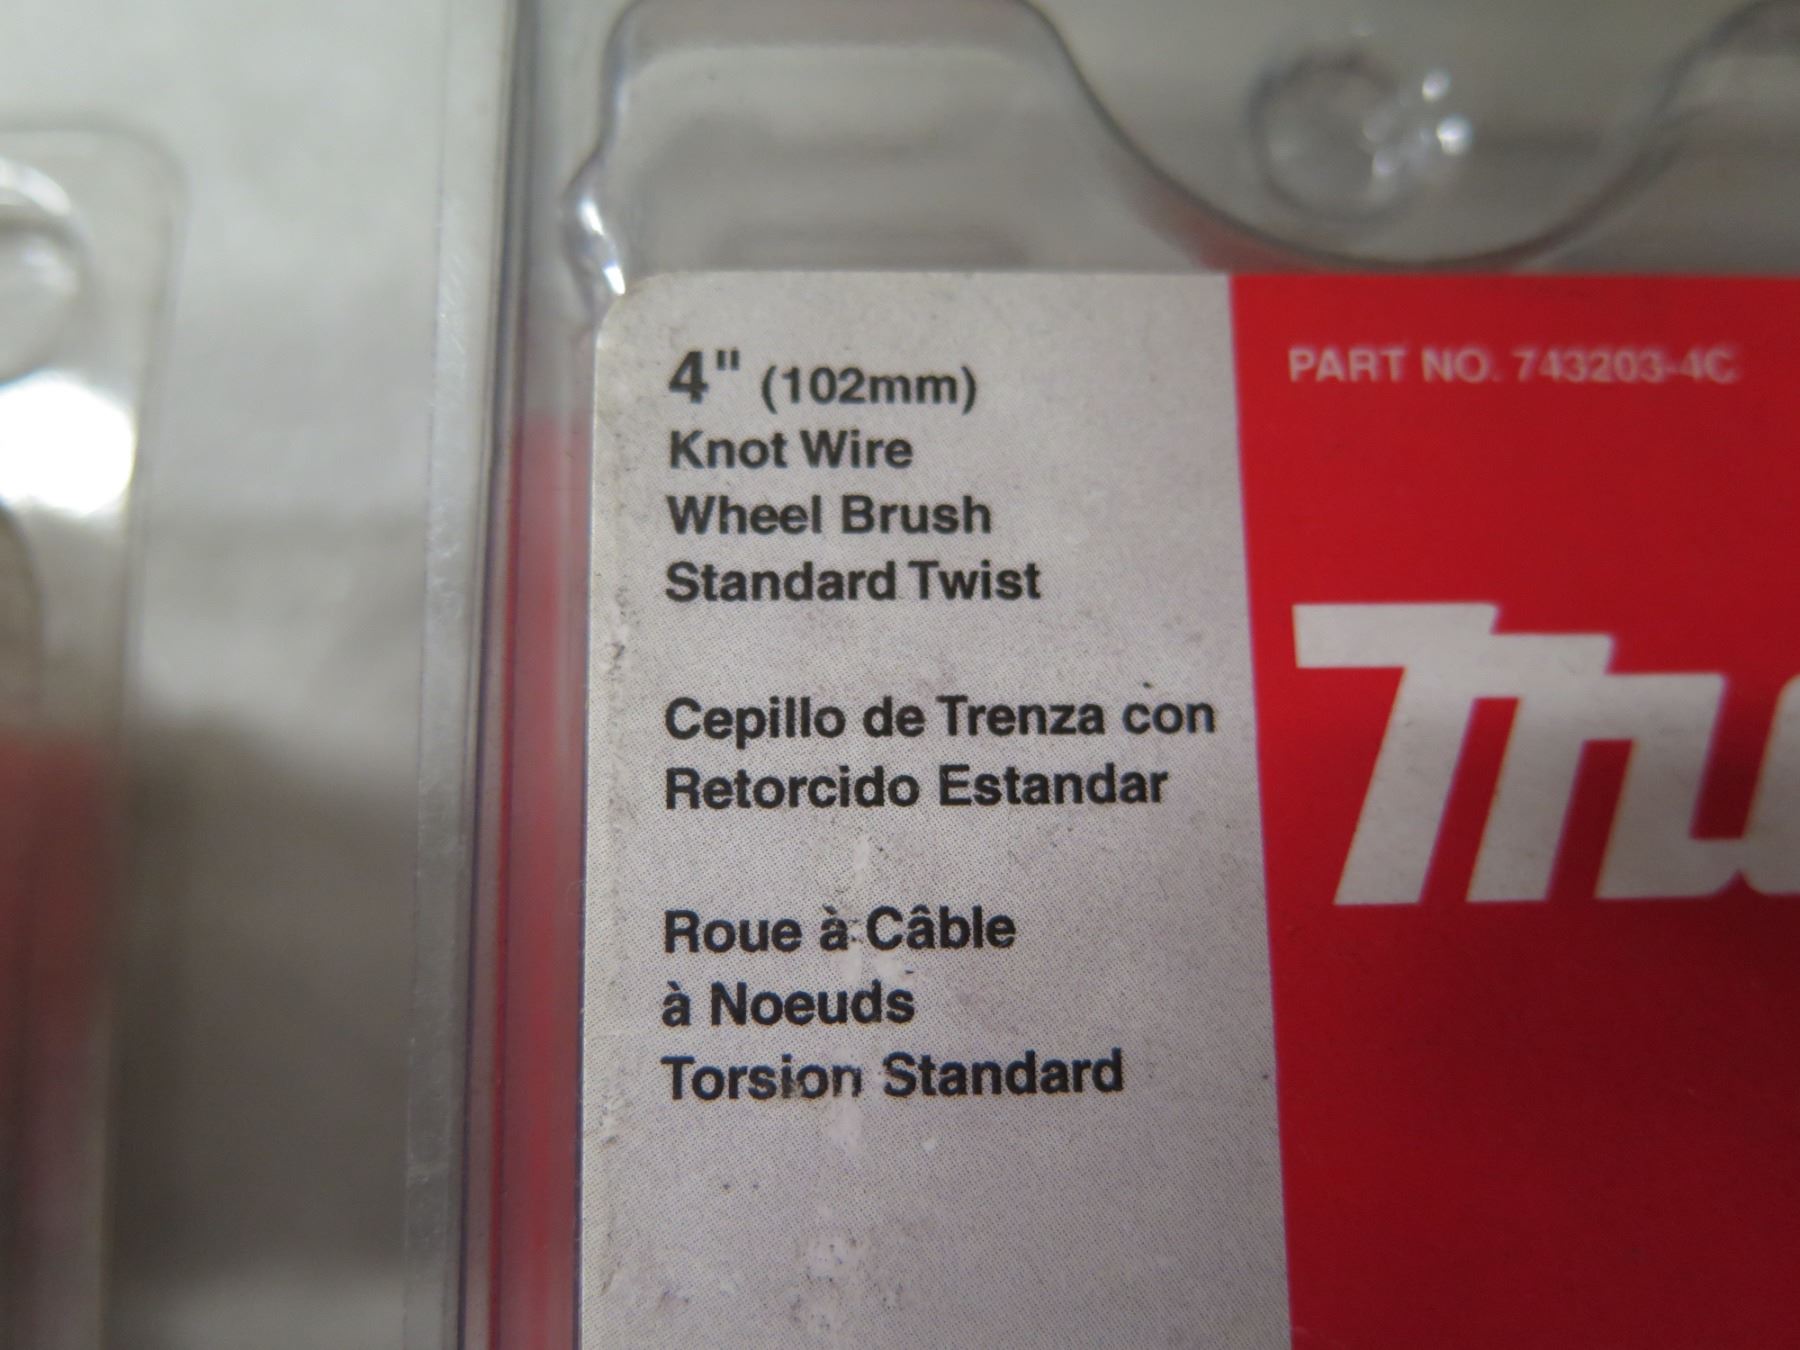 4" (102mm)
Knot Wire
Wheel Brush
Standard Twist
Cepillo de Trenza con
Retorcido Estandar
Roue à Câble
à Noeuds
Torsion Standard
PART NO. 743203-4C